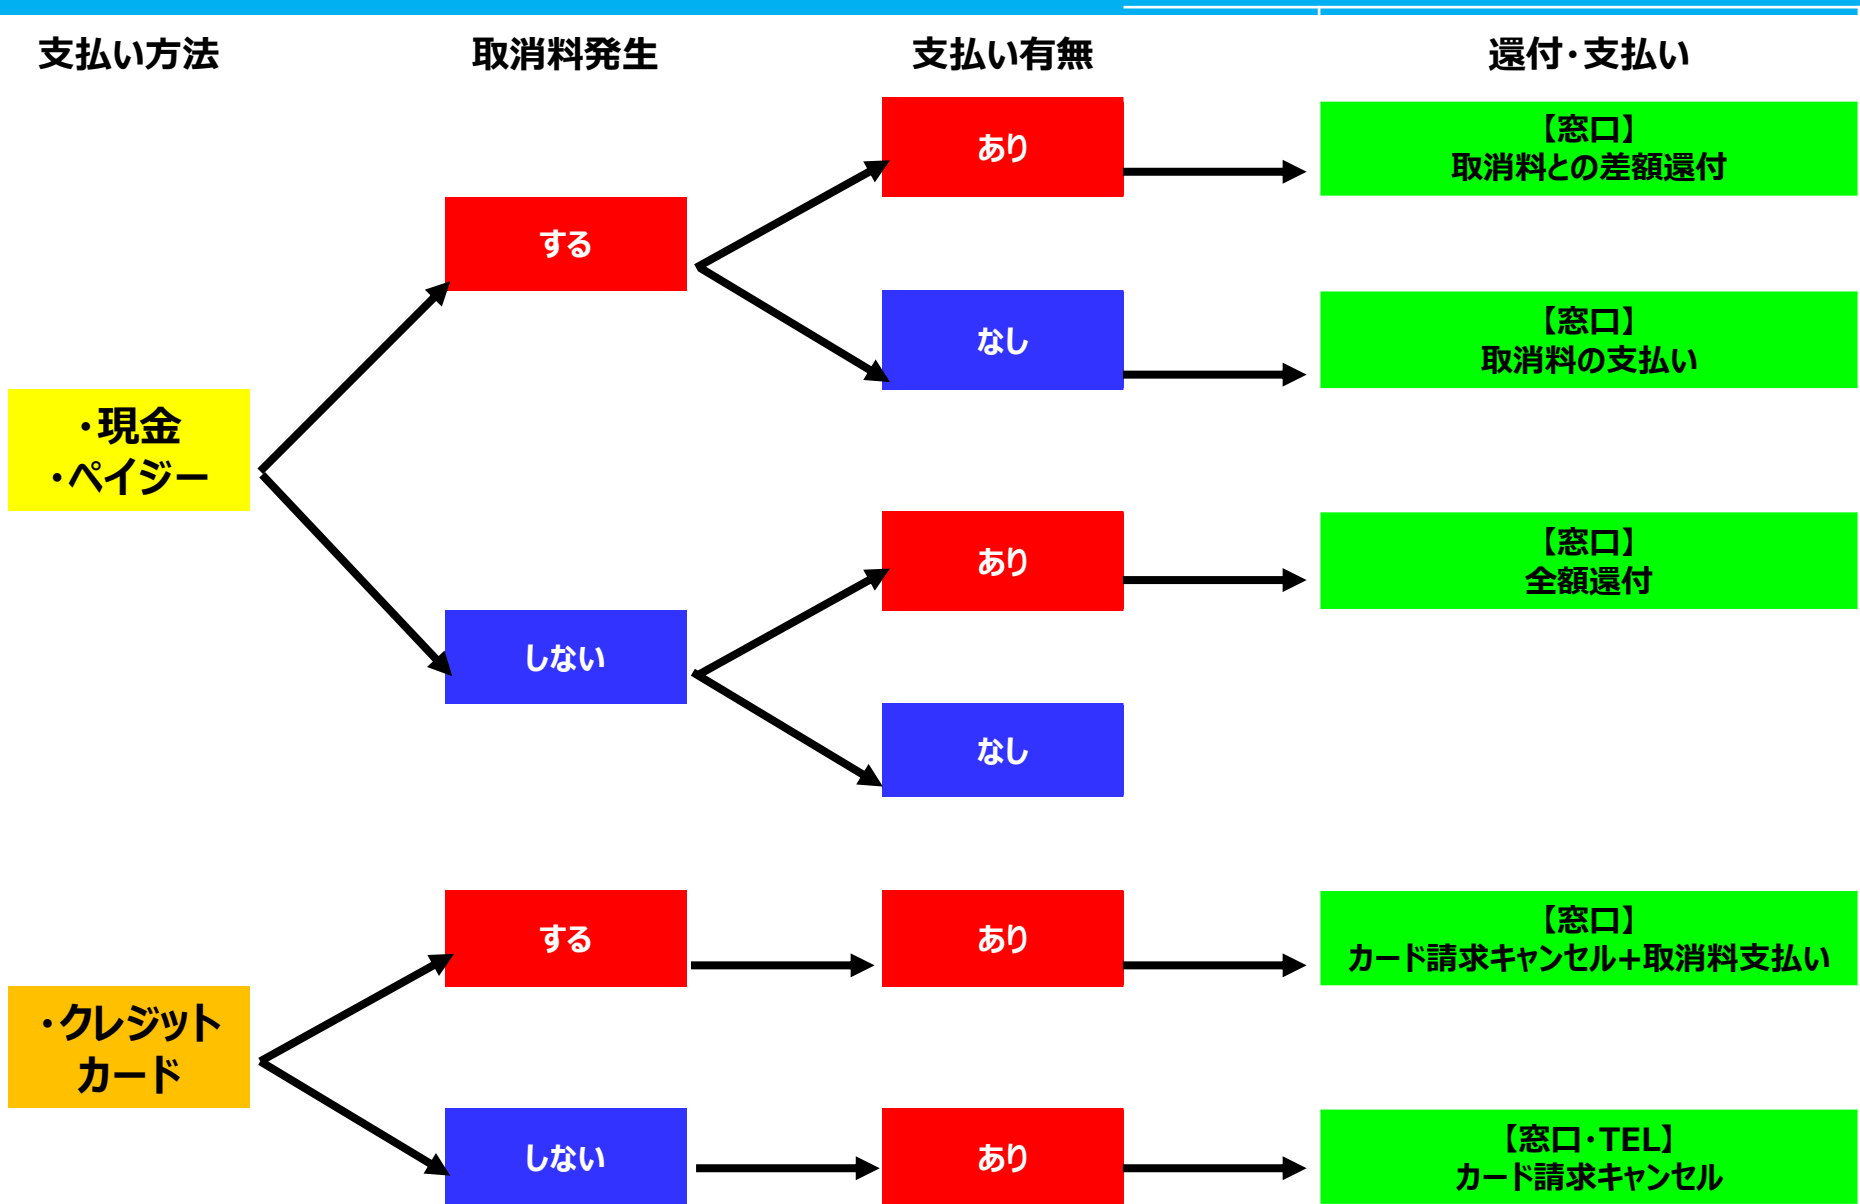 支払い方法
取消料発生
支払い有無
還付・支払い
あり
【窓口】
取消料との差額還付
する
なし
【窓口】
取消料の支払い
・現金
・ペイジー
あり
【窓口】
全額還付
しない
なし
する
あり
【窓口】
カード請求キャンセル+取消料支払い
・クレジット
カード
しない
あり
【窓口・TEL】
カード請求キャンセル